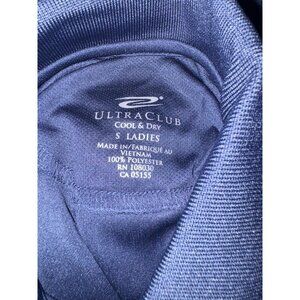 ULTRACLUB
COOL & DRY
S LADIES
MADE IN/FABRIQUÉ AU
VIETNAM
100% POLYESTER
RN 108030
CA 05155